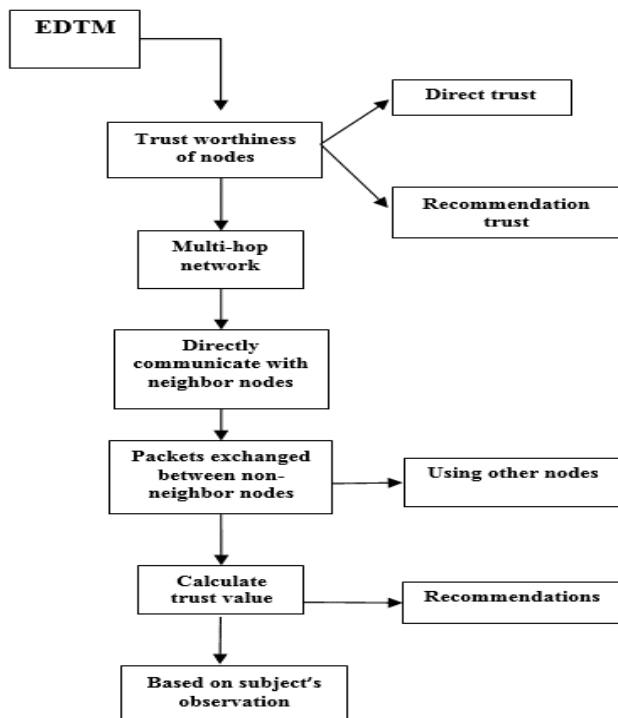 EDTM
Direct trust
Trust worthiness
of nodes
Recommendation
trust
Multi-hop
network
Directly
communicate with
neighbor nodes
Packets exchanged
between non-
neighbor nodes
Using other nodes
Calculate
trust value
Recommendations
Based on subject's
observation